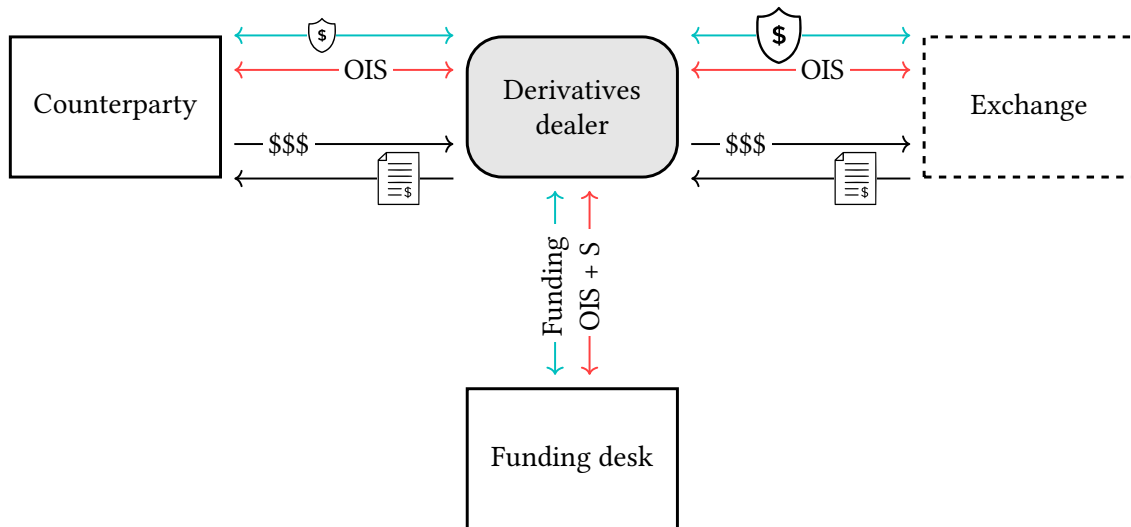 $ $
OIS OIS
Counterparty Derivatives dealer Exchange
$$$ $$$
$ $
Funding OIS + S
Funding desk